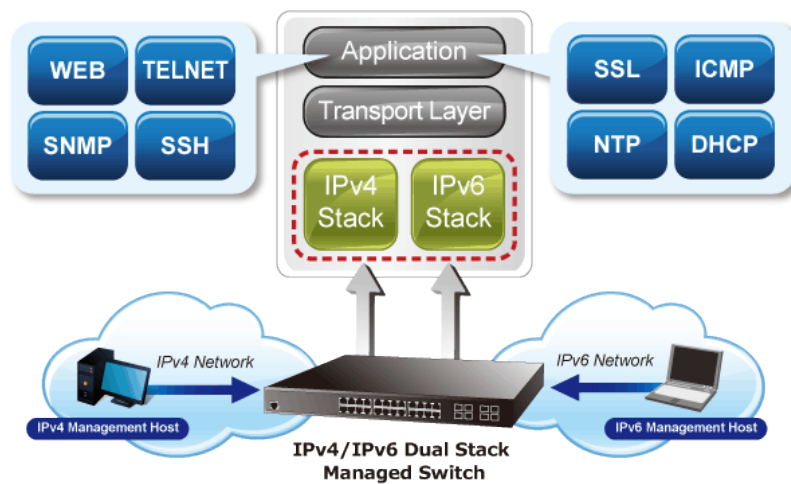 WEB
TELNET
SNMP
SSH
Application
Transport Layer
IPv4
Stack
IPv6
Stack
SSL
ICMP
NTP
DHCP
IPv4 Network
IPv4 Management Host
IPv6 Network
IPv6 Management Host
IPv4/IPv6 Dual Stack
Managed Switch